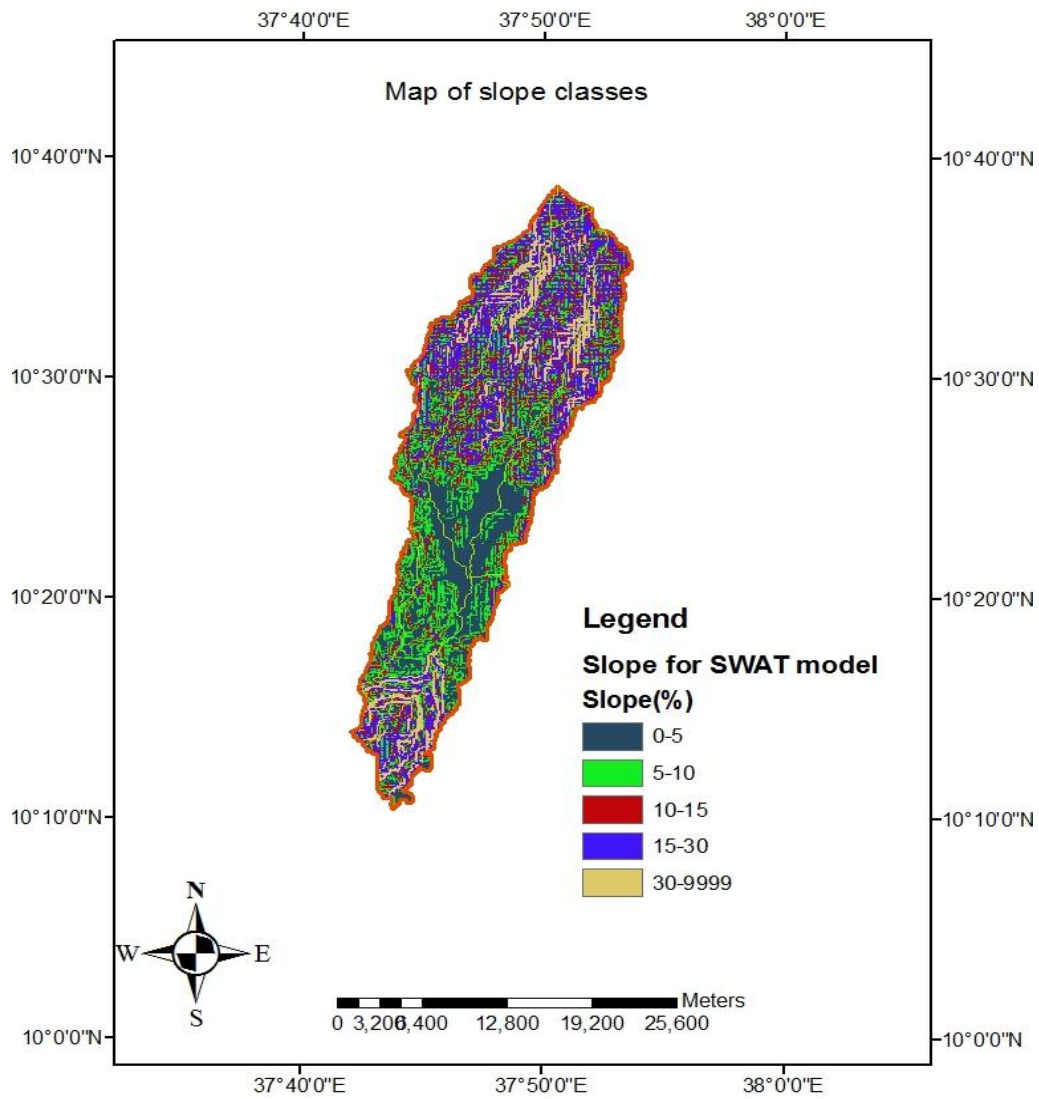 37°40'0"E 37°50'0"E 38°0'0"E
Map of slope classes
10°40'0"N 10°40'0"N
10°30'0"N 10°30'0"N
10°20'0"N 10°20'0"N
Legend
Slope for SWAT model
Slope(%)
0-5
5-10
10-15
15-30
30-9999
10°10'0"N 10°10'0"N
N
W E
S
Meters
0 3,200 6,400 12,800 19,200 25,600
10°0'0"N 10°0'0"N
37°40'0"E 37°50'0"E 38°0'0"E